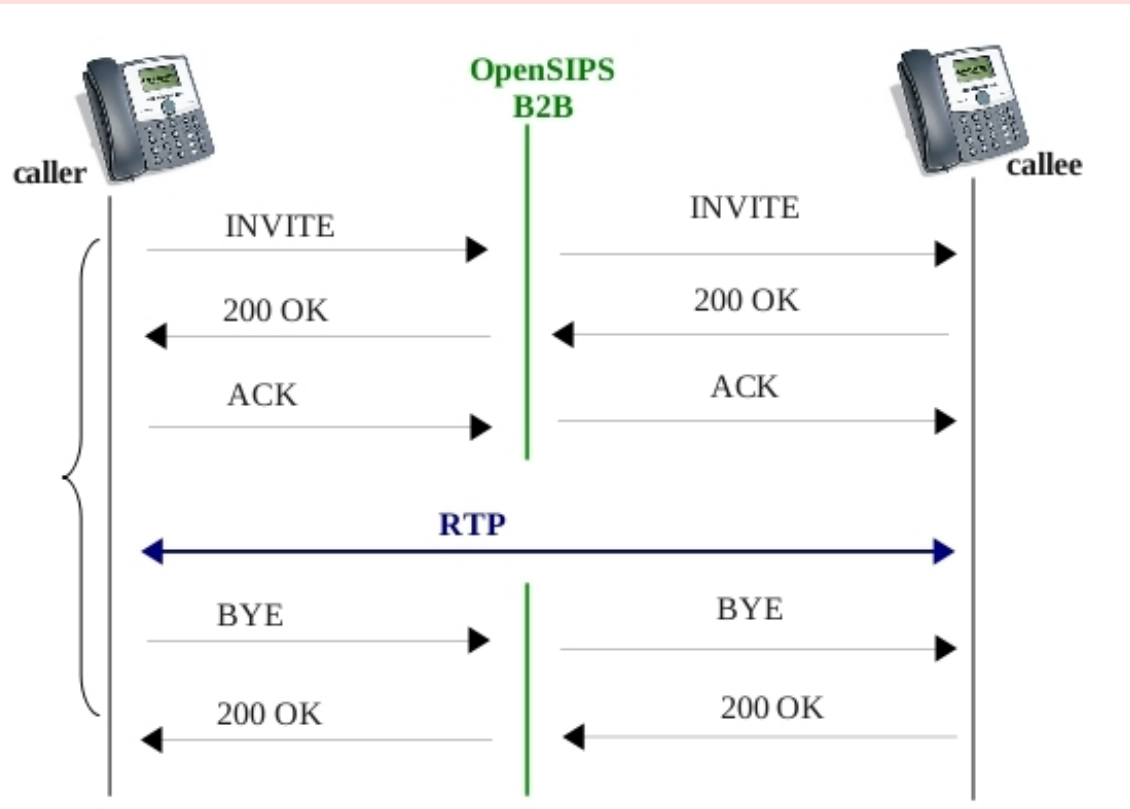 OpenSIPS
B2B
caller
callee
INVITE
INVITE
200 OK
200 OK
ACK
ACK
RTP
BYE
BYE
200 OK
200 OK